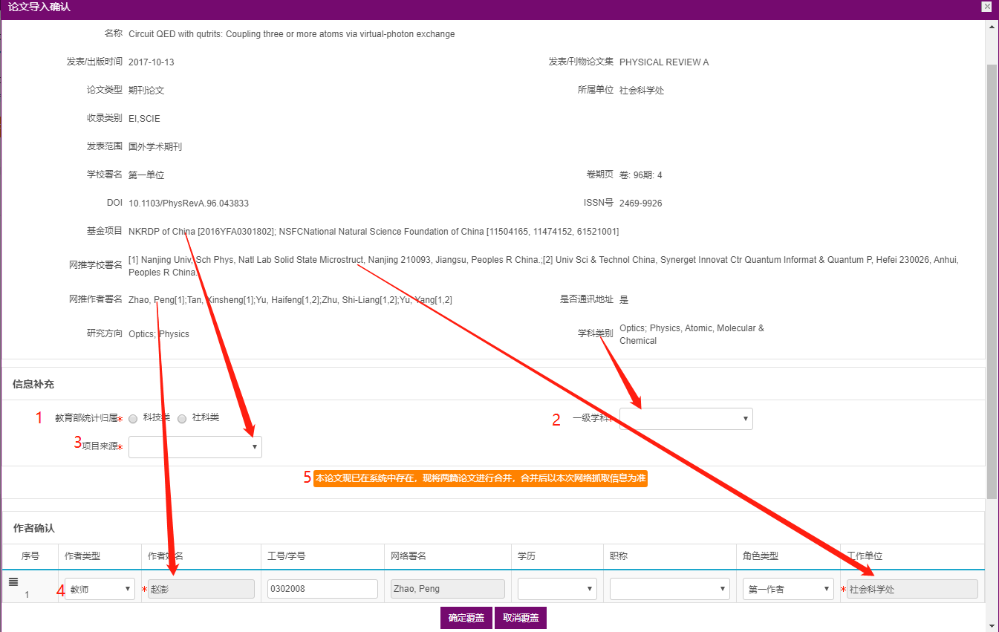 论文导入确认
名称 Circuit QED with qutrits: Coupling three or more atoms via virtual-photon exchange
发表/出版时间 2017-10-13 发表/刊物论文集 PHYSICAL REVIEW A
论文类型 期刊论文 所属单位 社会科学处
收录类别 EI,SCIE
发表范围 国外学术期刊
学校署名 第一单位 卷期页 卷: 96期: 4
DOI 10.1103/PhysRevA.96.043833 ISSN号 2469-9926
基金项目 NKRDP of China [2016YFA0301802]; NSFCNational Natural Science Foundation of China [11504165, 11474152, 61521001]
网推学校署名 [1] Nanjing Univ, Sch Phys, Natl Lab Solid State Microstruct, Nanjing 210093, Jiangsu, Peoples R China.;[2] Univ Sci & Technol China, Synerget Innovat Ctr Quantum Informat & Quantum P, Hefei 230026, Anhui,
Peoples R China.
网推作者署名 Zhao, Peng[1];Tan, Xinsheng[1];Yu, Haifeng[1,2];Zhu, Shi-Liang[1,2];Yu, Yang[1,2] 是否通讯地址 是
研究方向 Optics; Physics 学科类别 Optics; Physics, Atomic, Molecular &
Chemical
信息补充
1 教育部统计归属* 科技类 社科类 2 一级学科*
3 项目来源*
5 本论文现已在系统中存在，现将两篇论文进行合并，合并后以本次网络抓取信息为准
作者确认
序号 作者类型 作者姓名 工号/学号 网络署名 学历 职称 角色类型 工作单位
1 4 教师 * 赵澎 0302008 Zhao, Peng 第一作者 * 社会科学处
确定覆盖 取消覆盖